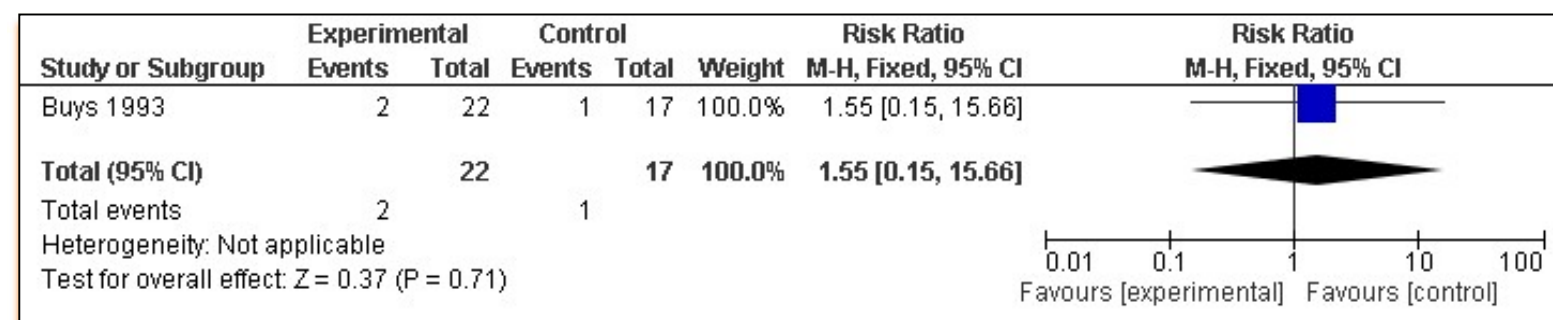 Experimental Control Risk Ratio Risk Ratio
Study or Subgroup Events Total Events Total Weight M-H, Fixed, 95% CI M-H, Fixed, 95% CI
Buys 1993 2 22 1 17 100.0% 1.55 [0.15, 15.66]
Total (95% CI) 22 17 100.0% 1.55 [0.15, 15.66]
Total events 2 1
Heterogeneity: Not applicable
Test for overall effect: Z = 0.37 (P = 0.71)
0.01 0.1 1 10 100
Favours [experimental] Favours [control]